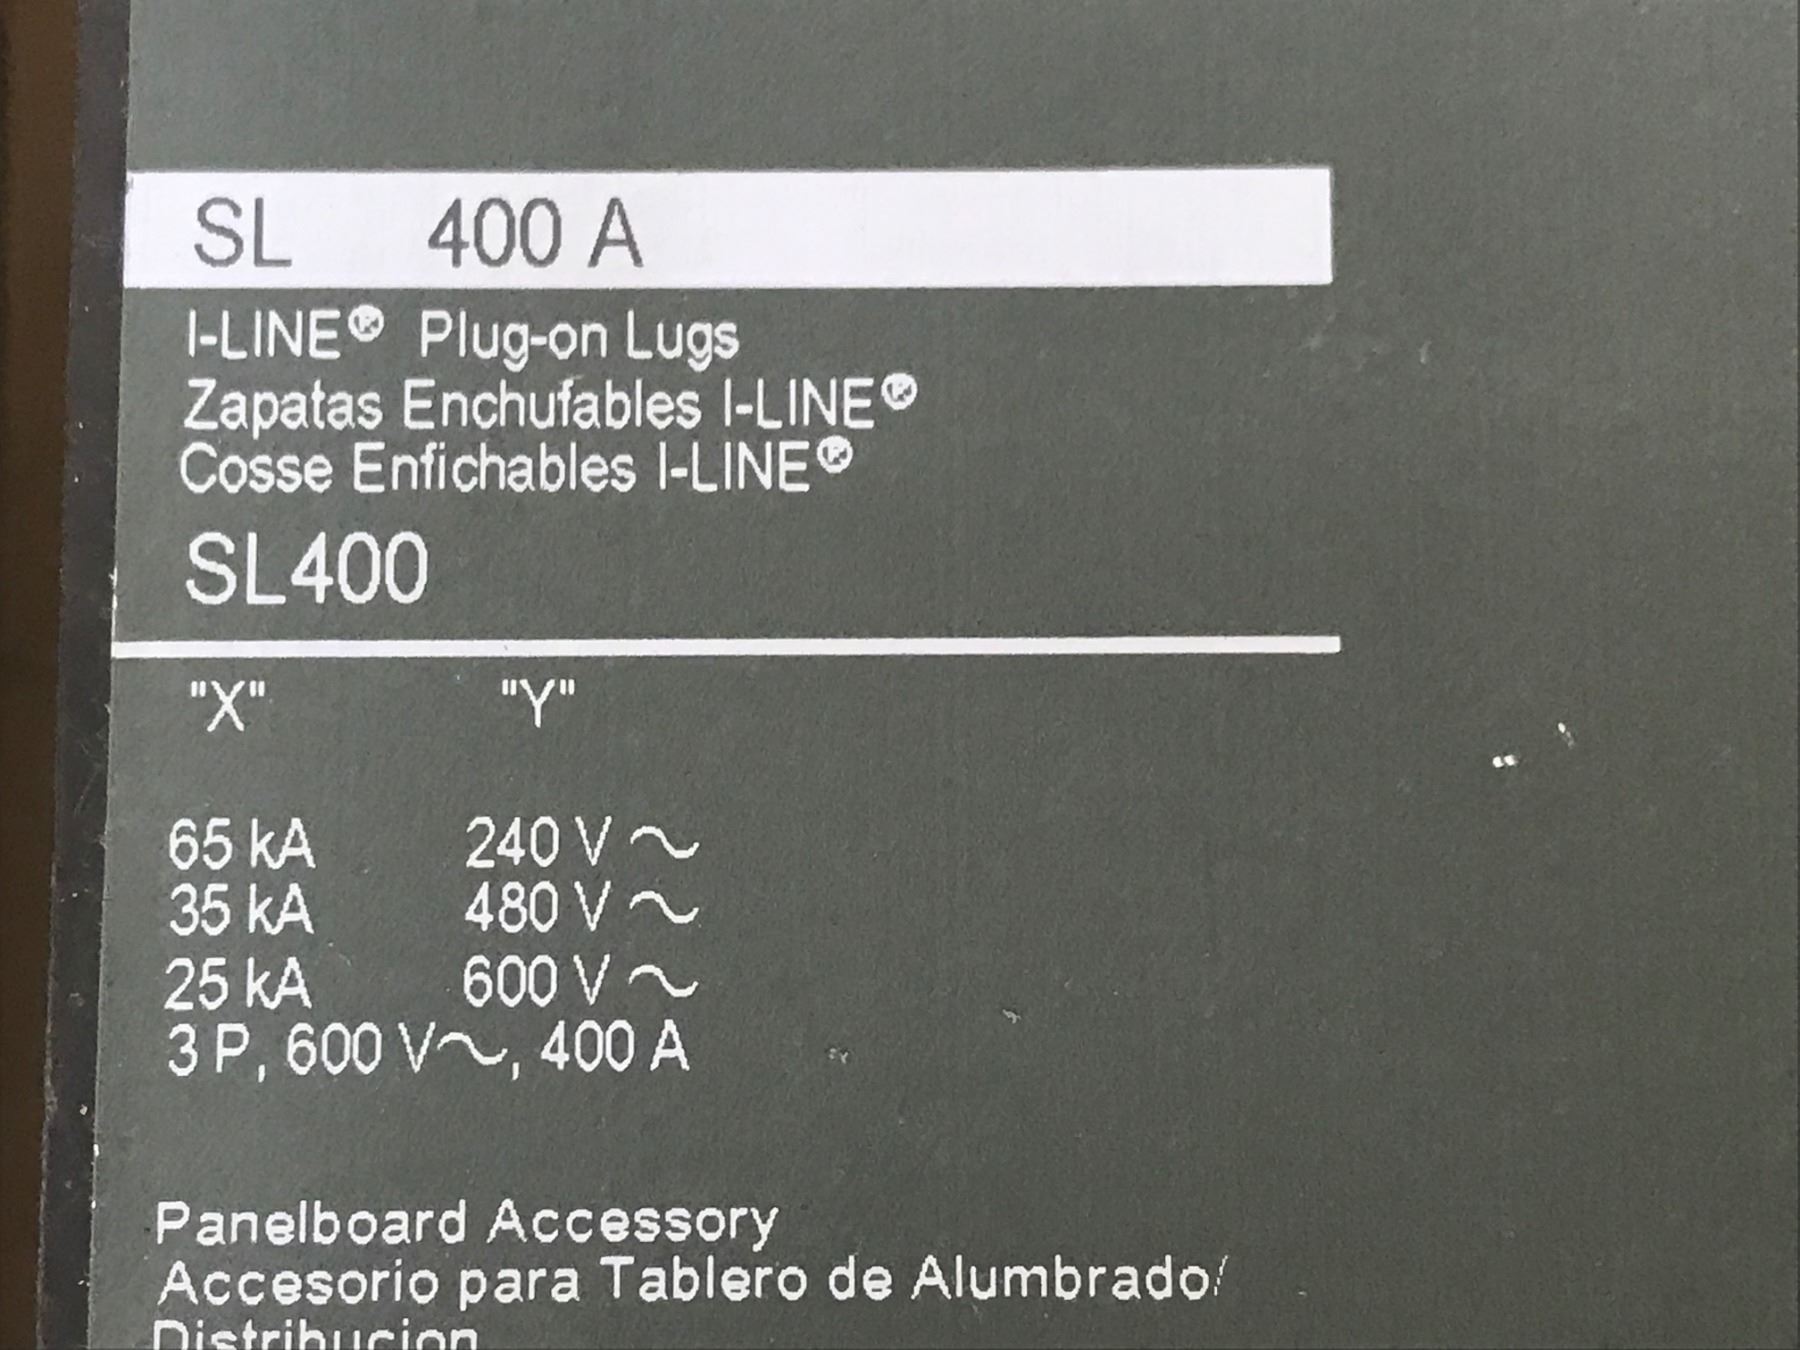 SL 400 A
I-LINE® Plug-on Lugs
Zapatas Enchufables I-LINE®
Cosse Enfichables I-LINE®
SL400
"X" "Y"
65 kA 240 V ~
35 kA 480 V ~
25 kA 600 V ~
3 P, 600 V~, 400 A
Panelboard Accessory
Accesorio para Tablero de Alumbrado/
Distribucion